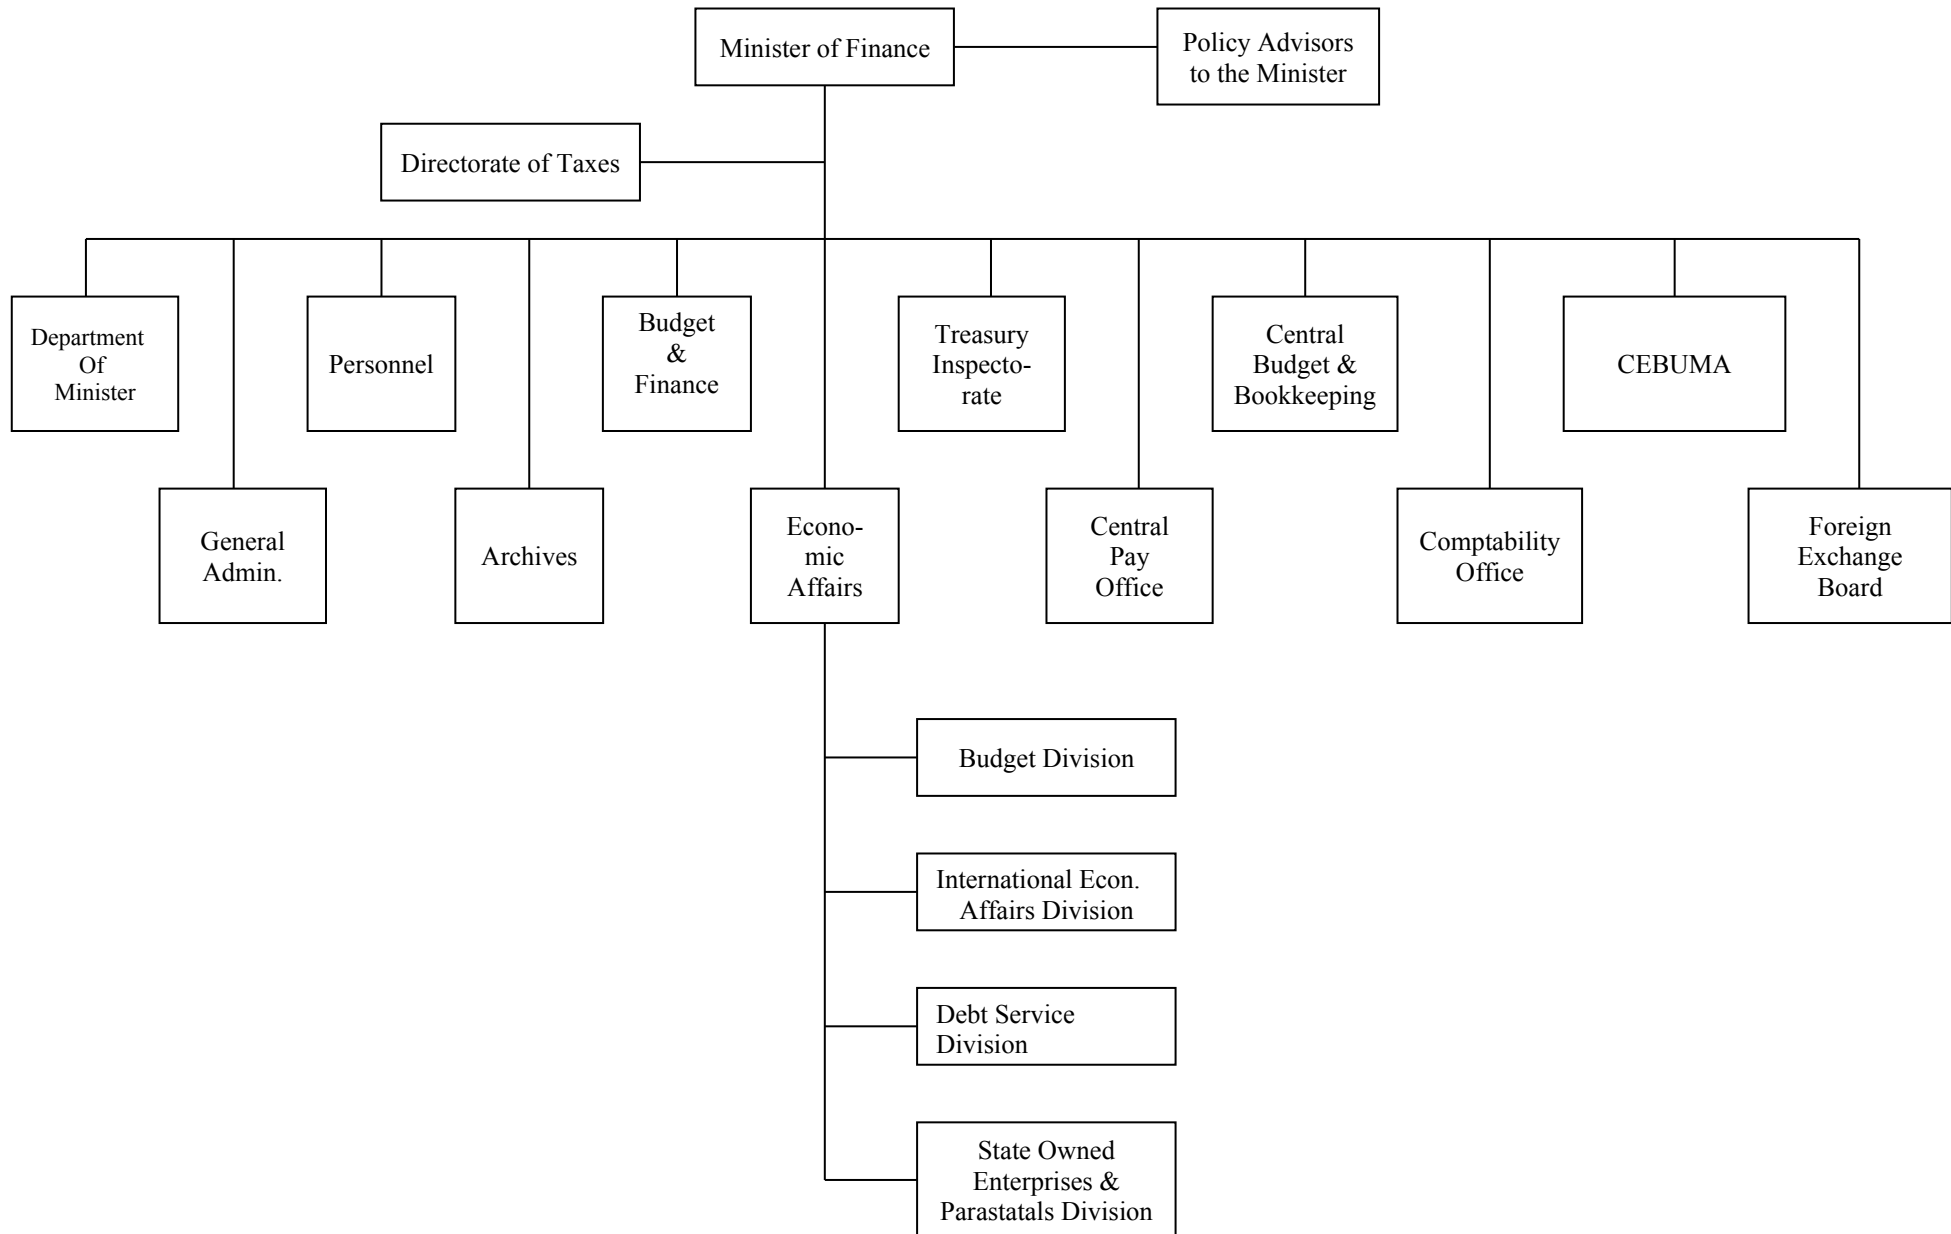 Minister of Finance
Policy Advisors
to the Minister
Directorate of Taxes
Department
Of
Minister
Personnel
Budget
&
Finance
Treasury
Inspecto-
rate
Central
Budget &
Bookkeeping
CEBUMA
General
Admin.
Archives
Econo-
mic
Affairs
Central
Pay
Office
Comptability
Office
Foreign
Exchange
Board
Budget Division
International Econ.
Affairs Division
Debt Service
Division
State Owned
Enterprises &
Parastatals Division